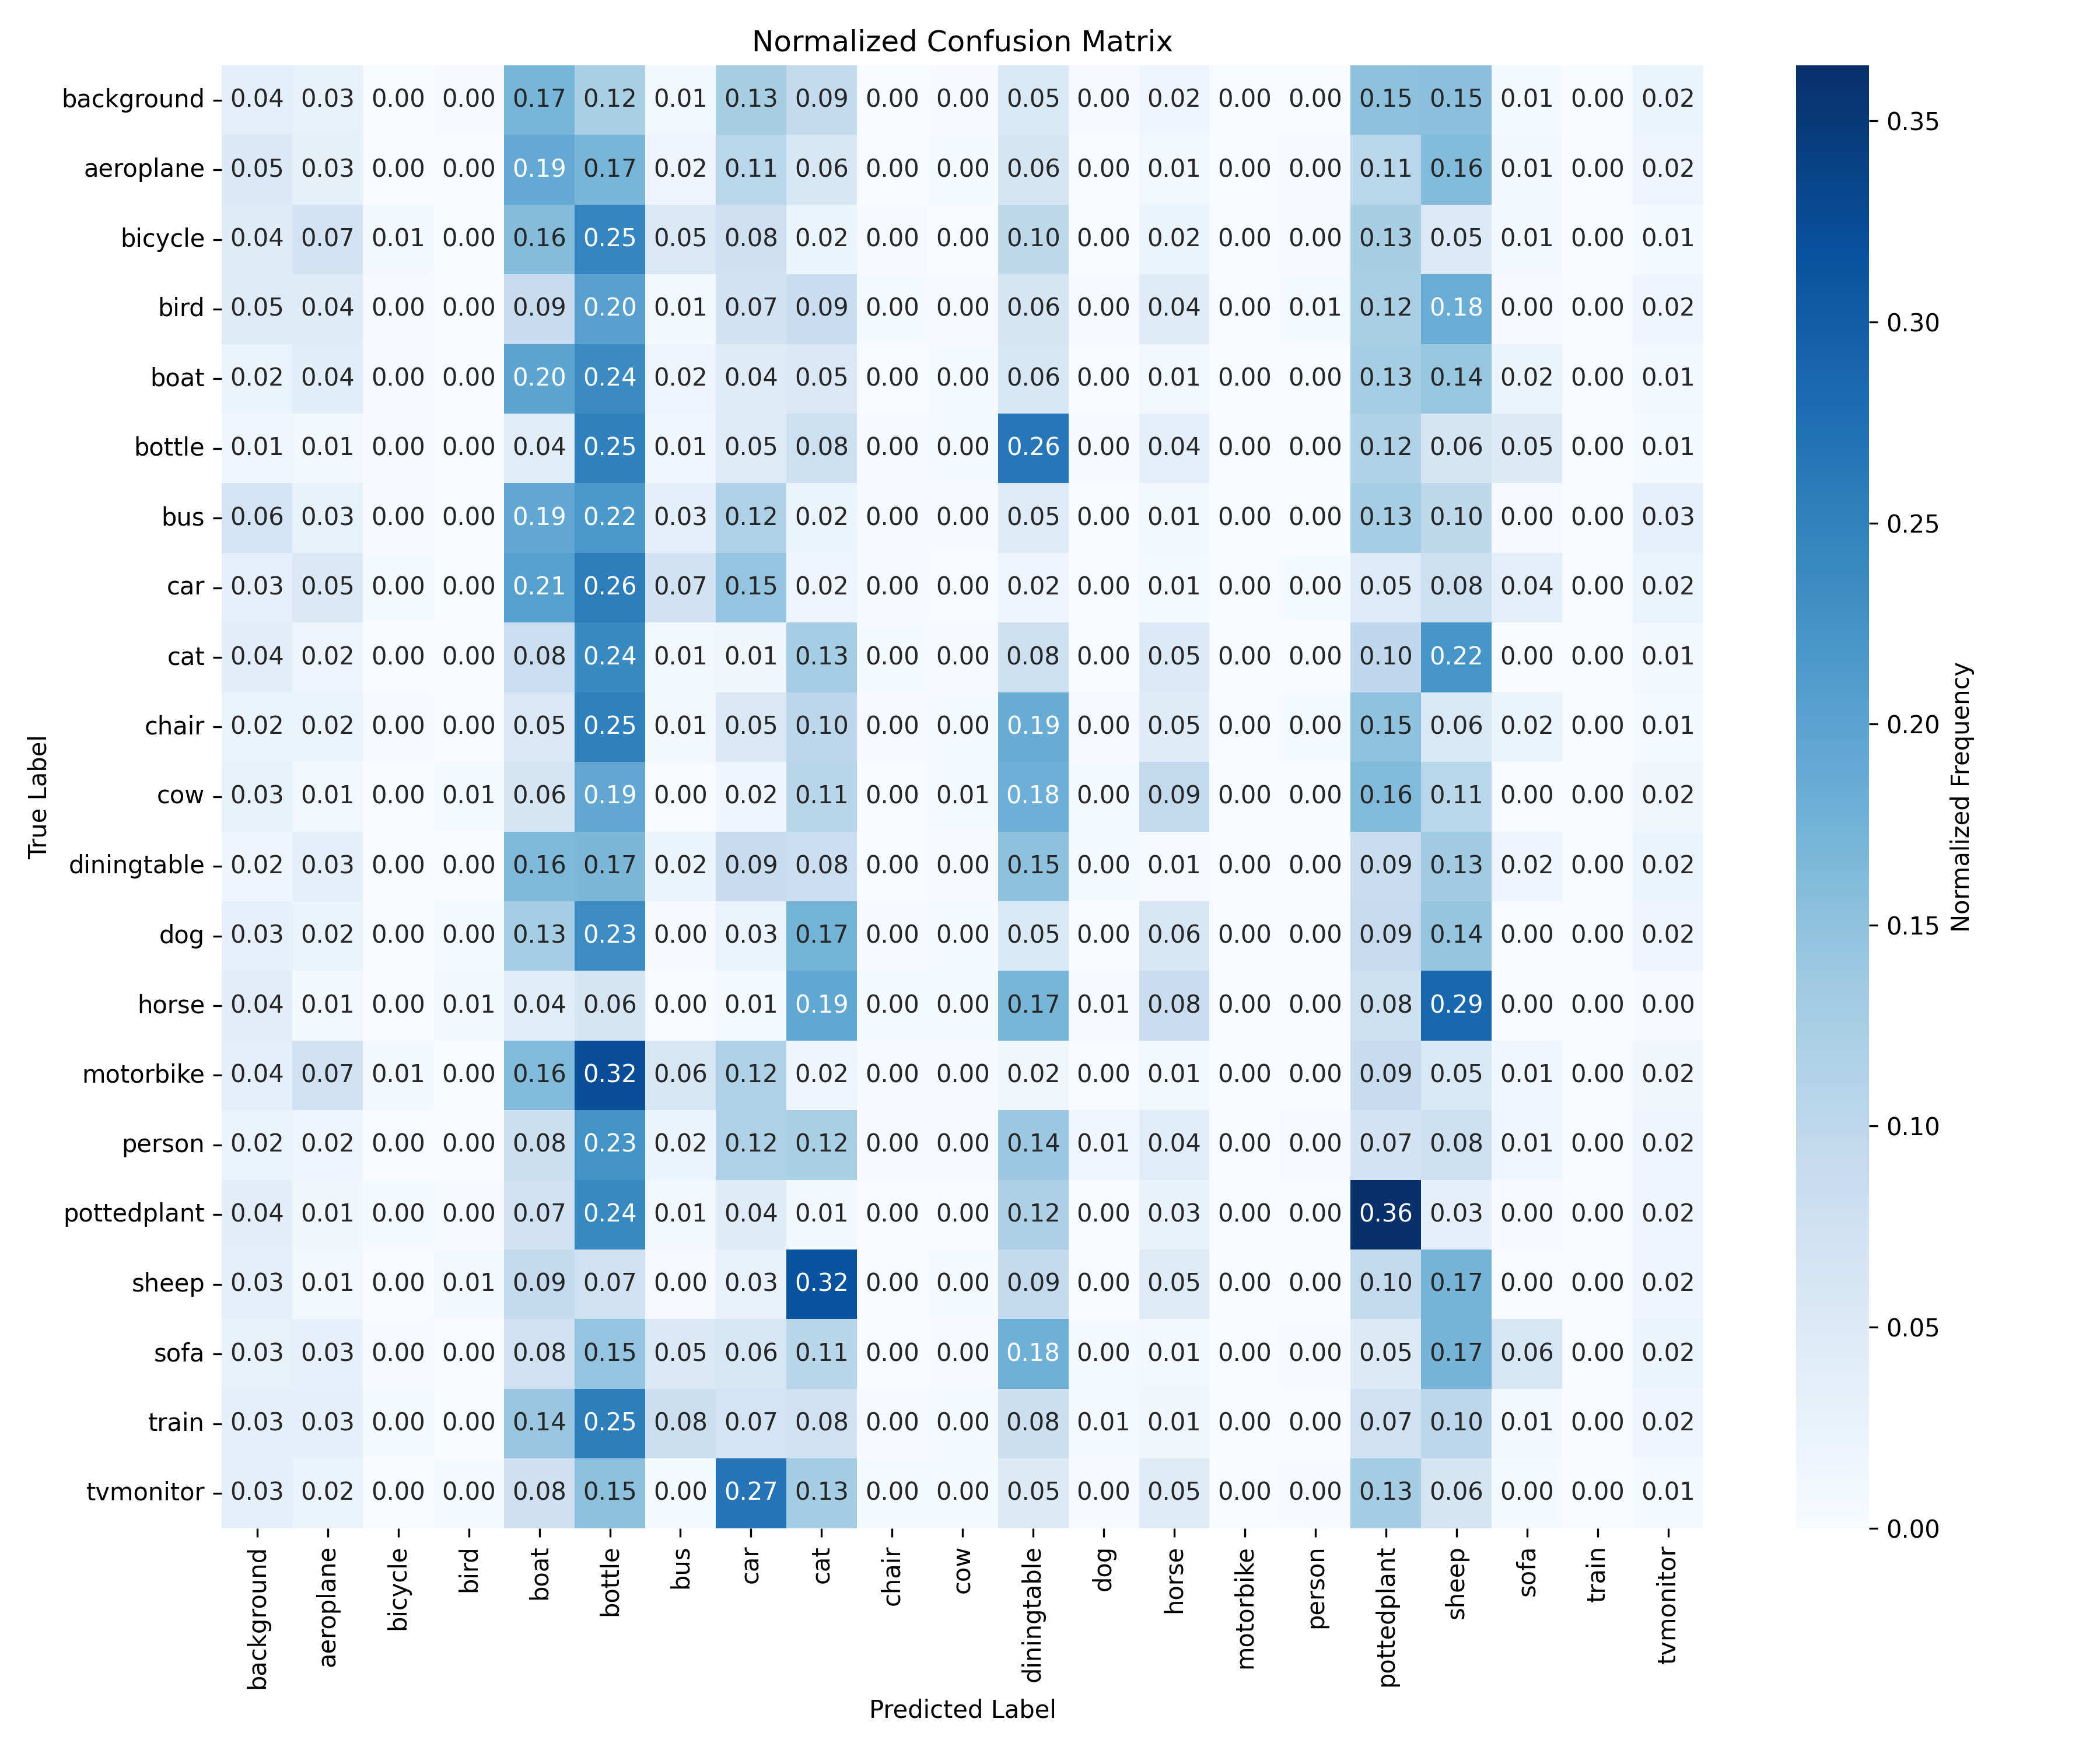 Normalized Confusion Matrix
background 0.04 0.03 0.00 0.00 0.17 0.12 0.01 0.13 0.09 0.00 0.00 0.05 0.00 0.02 0.00 0.00 0.15 0.15 0.01 0.00 0.02
aeroplane 0.05 0.03 0.00 0.00 0.19 0.17 0.02 0.11 0.06 0.00 0.00 0.06 0.00 0.01 0.00 0.00 0.11 0.16 0.01 0.00 0.02
bicycle 0.04 0.07 0.01 0.00 0.16 0.25 0.05 0.08 0.02 0.00 0.00 0.10 0.00 0.02 0.00 0.00 0.13 0.05 0.01 0.00 0.01
bird 0.05 0.04 0.00 0.00 0.09 0.20 0.01 0.07 0.09 0.00 0.00 0.06 0.00 0.04 0.00 0.01 0.12 0.18 0.00 0.00 0.02
boat 0.02 0.04 0.00 0.00 0.20 0.24 0.02 0.04 0.05 0.00 0.00 0.06 0.00 0.01 0.00 0.00 0.13 0.14 0.02 0.00 0.01
bottle 0.01 0.01 0.00 0.00 0.04 0.25 0.01 0.05 0.08 0.00 0.00 0.26 0.00 0.04 0.00 0.00 0.12 0.06 0.05 0.00 0.01
bus 0.06 0.03 0.00 0.00 0.19 0.22 0.03 0.12 0.02 0.00 0.00 0.05 0.00 0.01 0.00 0.00 0.13 0.10 0.00 0.00 0.03
car 0.03 0.05 0.00 0.00 0.21 0.26 0.07 0.15 0.02 0.00 0.00 0.02 0.00 0.01 0.00 0.00 0.05 0.08 0.04 0.00 0.02
cat 0.04 0.02 0.00 0.00 0.08 0.24 0.01 0.01 0.13 0.00 0.00 0.08 0.00 0.05 0.00 0.00 0.10 0.22 0.00 0.00 0.01
chair 0.02 0.02 0.00 0.00 0.05 0.25 0.01 0.05 0.10 0.00 0.00 0.19 0.00 0.05 0.00 0.00 0.15 0.06 0.02 0.00 0.01
cow 0.03 0.01 0.00 0.01 0.06 0.19 0.00 0.02 0.11 0.00 0.01 0.18 0.00 0.09 0.00 0.00 0.16 0.11 0.00 0.00 0.02
diningtable 0.02 0.03 0.00 0.00 0.16 0.17 0.02 0.09 0.08 0.00 0.00 0.15 0.00 0.01 0.00 0.00 0.09 0.13 0.02 0.00 0.02
dog 0.03 0.02 0.00 0.00 0.13 0.23 0.00 0.03 0.17 0.00 0.00 0.05 0.00 0.06 0.00 0.00 0.09 0.14 0.00 0.00 0.02
horse 0.04 0.01 0.00 0.01 0.04 0.06 0.00 0.01 0.19 0.00 0.00 0.17 0.01 0.08 0.00 0.00 0.08 0.29 0.00 0.00 0.00
motorbike 0.04 0.07 0.01 0.00 0.16 0.32 0.06 0.12 0.02 0.00 0.00 0.02 0.00 0.01 0.00 0.00 0.09 0.05 0.01 0.00 0.02
person 0.02 0.02 0.00 0.00 0.08 0.23 0.02 0.12 0.12 0.00 0.00 0.14 0.01 0.04 0.00 0.00 0.07 0.08 0.01 0.00 0.02
pottedplant 0.04 0.01 0.00 0.00 0.07 0.24 0.01 0.04 0.01 0.00 0.00 0.12 0.00 0.03 0.00 0.00 0.36 0.03 0.00 0.00 0.02
sheep 0.03 0.01 0.00 0.01 0.09 0.07 0.00 0.03 0.32 0.00 0.00 0.09 0.00 0.05 0.00 0.00 0.10 0.17 0.00 0.00 0.02
sofa 0.03 0.03 0.00 0.00 0.08 0.15 0.05 0.06 0.11 0.00 0.00 0.18 0.00 0.01 0.00 0.00 0.05 0.17 0.06 0.00 0.02
train 0.03 0.03 0.00 0.00 0.14 0.25 0.08 0.07 0.08 0.00 0.00 0.08 0.01 0.01 0.00 0.00 0.07 0.10 0.01 0.00 0.02
tvmonitor 0.03 0.02 0.00 0.00 0.08 0.15 0.00 0.27 0.13 0.00 0.00 0.05 0.00 0.05 0.00 0.00 0.13 0.06 0.00 0.00 0.01
background aeroplane bicycle bird boat bottle bus car cat chair cow diningtable dog horse motorbike person pottedplant sheep sofa train tvmonitor
Predicted Label
True Label
0.35
0.30
0.25
0.20
0.15
0.10
0.05
0.00
Normalized Frequency